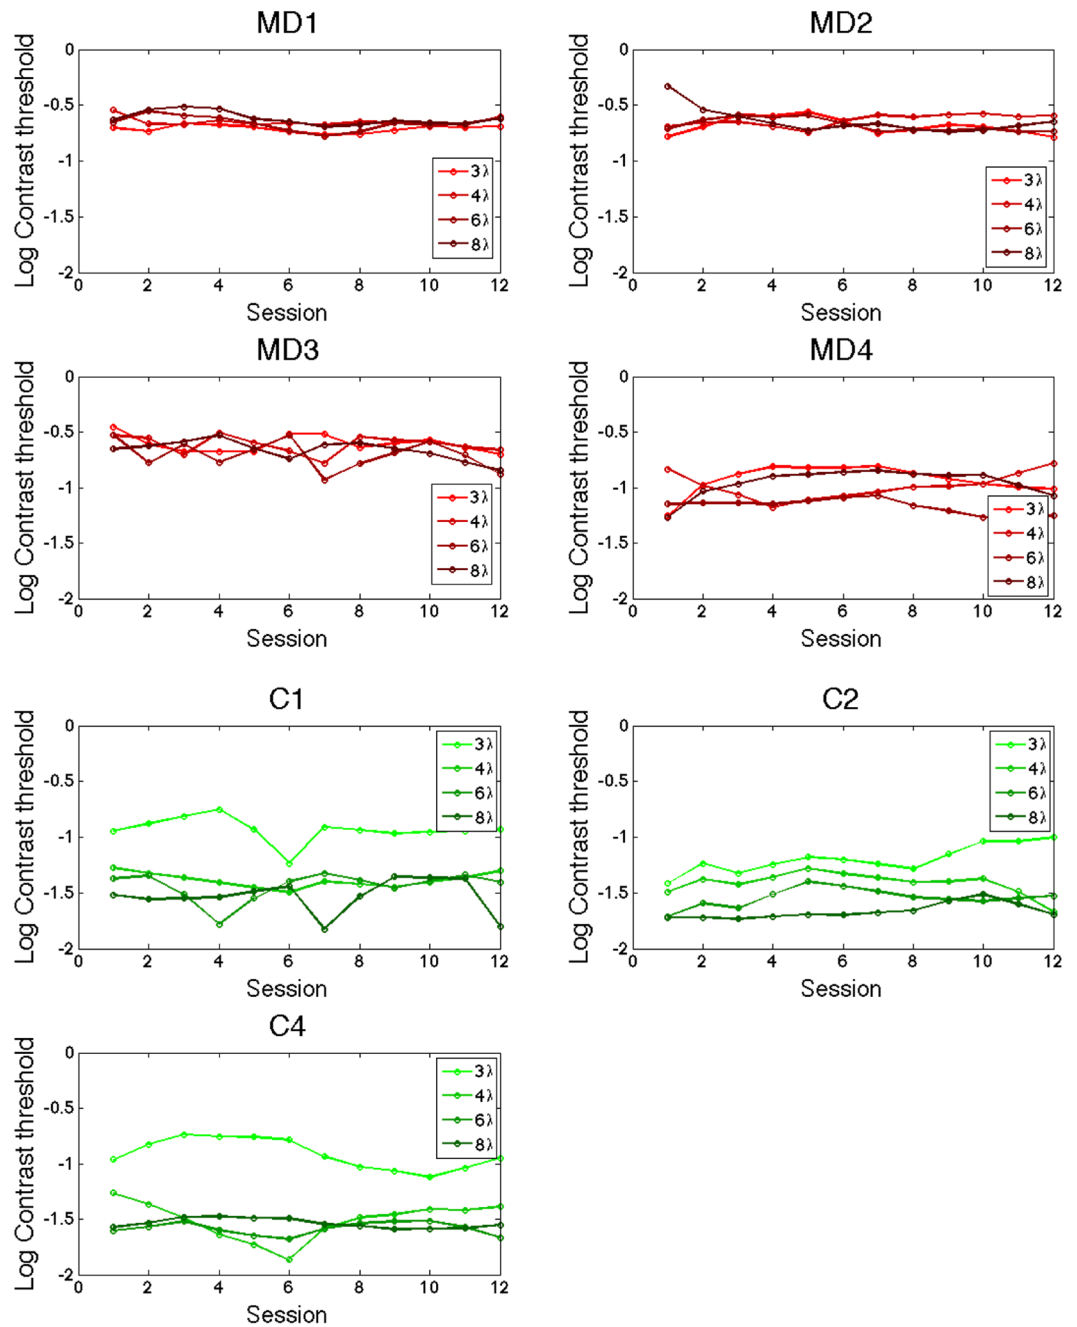 MD1
Log Contrast threshold
0
-0.5
-1
-1.5
-2
3λ
4λ
6λ
8λ
0 2 4 6 8 10 12
Session
MD2
Log Contrast threshold
0
-0.5
-1
-1.5
-2
3λ
4λ
6λ
8λ
0 2 4 6 8 10 12
Session
MD3
Log Contrast threshold
0
-0.5
-1
-1.5
-2
3λ
4λ
6λ
8λ
0 2 4 6 8 10 12
Session
MD4
Log Contrast threshold
0
-0.5
-1
-1.5
-2
3λ
4λ
6λ
8λ
0 2 4 6 8 10 12
Session
C1
Log Contrast threshold
0
-0.5
-1
-1.5
-2
3λ
4λ
6λ
8λ
0 2 4 6 8 10 12
Session
C2
Log Contrast threshold
0
-0.5
-1
-1.5
-2
3λ
4λ
6λ
8λ
0 2 4 6 8 10 12
Session
C4
Log Contrast threshold
0
-0.5
-1
-1.5
-2
3λ
4λ
6λ
8λ
0 2 4 6 8 10 12
Session